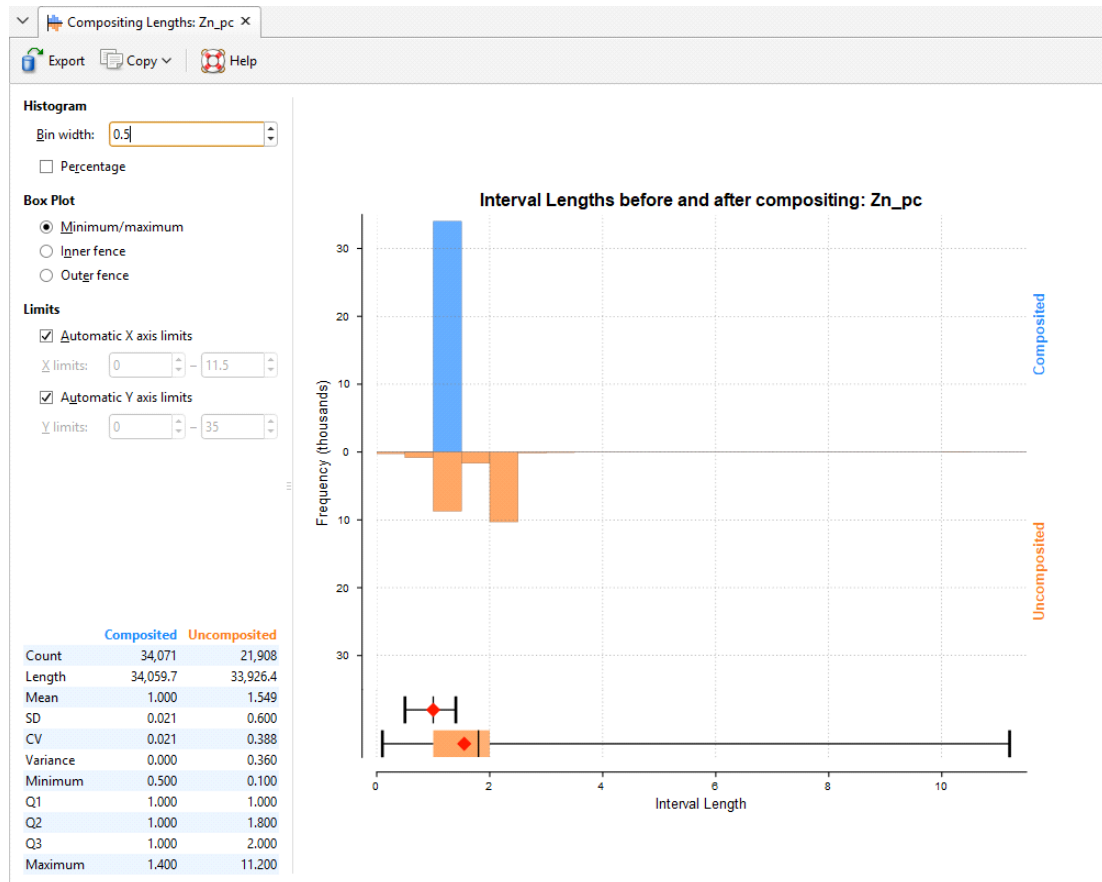 Compositing Lengths: Zn_pc ×
Export Copy Help
Histogram
Bin width: 0.5
Percentage
Box Plot
Minimum/maximum
Inner fence
Outer fence
Limits
Automatic X axis limits
X limits: 0 – 11.5
Automatic Y axis limits
Y limits: 0 – 35
Composited Uncomposited
Count 34,071 21,908
Length 34,059.7 33,926.4
Mean 1.000 1.549
SD 0.021 0.600
CV 0.021 0.388
Variance 0.000 0.360
Minimum 0.500 0.100
Q1 1.000 1.000
Q2 1.000 1.800
Q3 1.000 2.000
Maximum 1.400 11.200
Interval Lengths before and after compositing: Zn_pc
30
20
10
0
10
20
30
Frequency (thousands)
Composited
Uncomposited
0 2 4 6 8 10
Interval Length